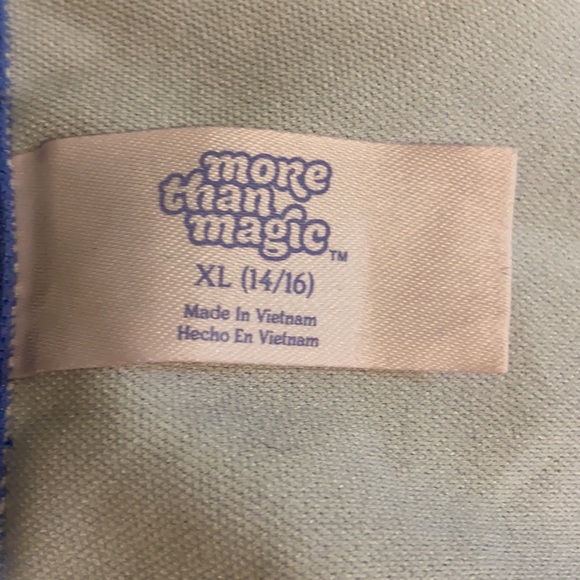 more
than
magic™
XL (14/16)
Made In Vietnam
Hecho En Vietnam